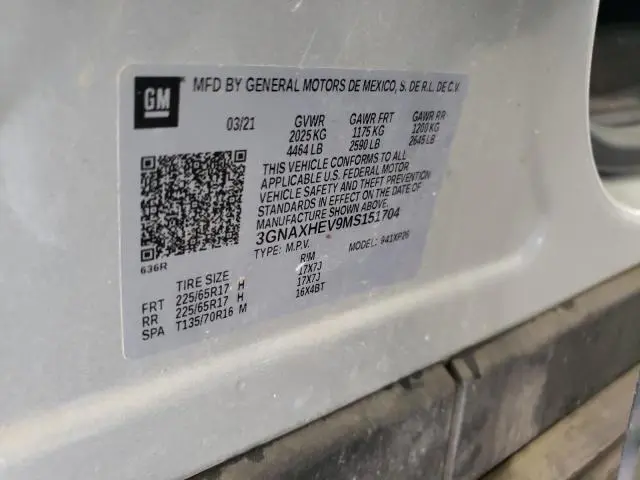 GM MFD BY GENERAL MOTORS DE MEXICO, S. DE R.L. DE C.V.
03/21 GVWR GAWR FRT GAWR RR
2025 KG 1175 KG 1200 KG
4464 LB 2590 LB 2645 LB
THIS VEHICLE CONFORMS TO ALL
APPLICABLE U.S. FEDERAL MOTOR
VEHICLE SAFETY AND THEFT PREVENTION
STANDARDS IN EFFECT ON THE DATE OF
MANUFACTURE SHOWN ABOVE.
3GNAXHEV9MS151704
TYPE: M.P.V. MODEL: 941XP26
636R
TIRE SIZE RIM
FRT 225/65R17 H 17X7J
RR 225/65R17 H 17X7J
SPA T135/70R16 M 16X4BT